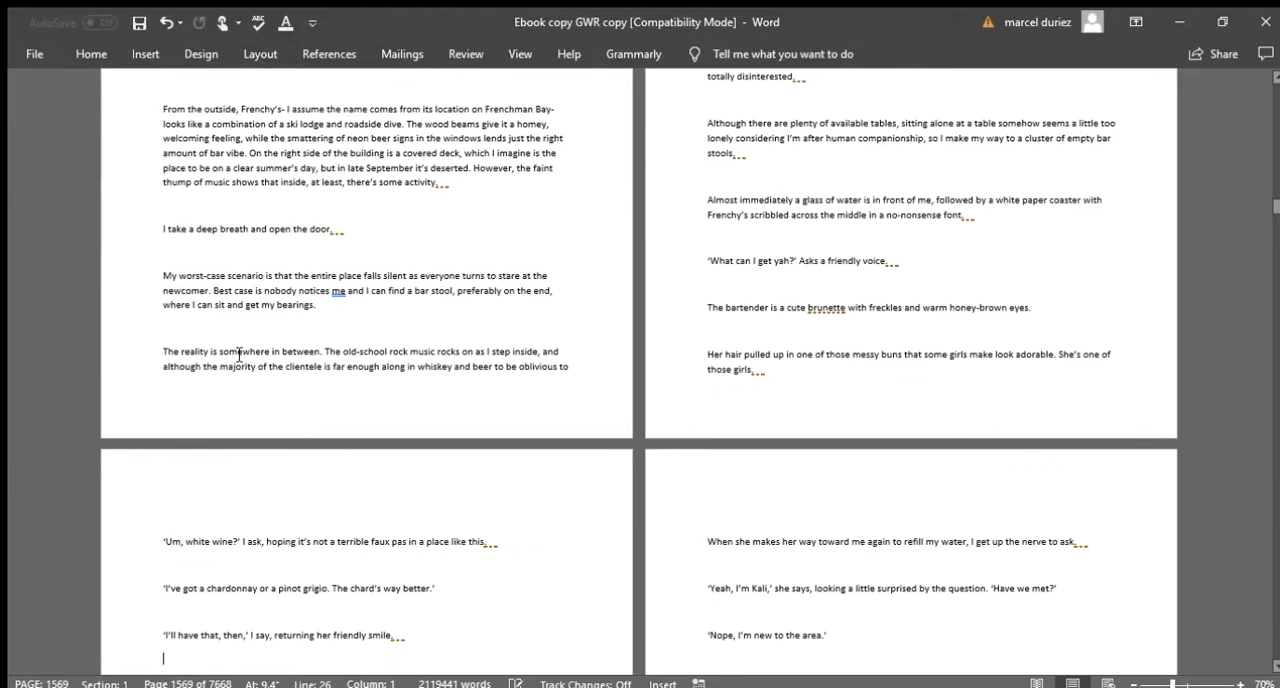 AutoSave Off
Ebook copy GWR copy [Compatibility Mode] - Word
marcel duriez
File Home Insert Design Layout References Mailings Review View Help Grammarly Tell me what you want to do Share
From the outside, Frenchy's- I assume the name comes from its location on Frenchman Bay-
looks like a combination of a ski lodge and roadside dive. The wood beams give it a homey,
welcoming feeling, while the smattering of neon beer signs in the windows lends just the right
amount of bar vibe. On the right side of the building is a covered deck, which I imagine is the
place to be on a clear summer's day, but in late September it's deserted. However, the faint
thump of music shows that inside, at least, there's some activity.
I take a deep breath and open the door.
My worst-case scenario is that the entire place falls silent as everyone turns to stare at the
newcomer. Best case is nobody notices me and I can find a bar stool, preferably on the end,
where I can sit and get my bearings.
The reality is somewhere in between. The old-school rock music rocks on as I step inside, and
although the majority of the clientele is far enough along in whiskey and beer to be oblivious to
totally disinterested.
Although there are plenty of available tables, sitting alone at a table somehow seems a little too
lonely considering I'm after human companionship, so I make my way to a cluster of empty bar
stools.
Almost immediately a glass of water is in front of me, followed by a white paper coaster with
Frenchy's scribbled across the middle in a no-nonsense font.
'What can I get yah?' Asks a friendly voice.
The bartender is a cute brunette with freckles and warm honey-brown eyes.
Her hair pulled up in one of those messy buns that some girls make look adorable. She's one of
those girls.
'Um, white wine?' I ask, hoping it's not a terrible faux pas in a place like this.
'I've got a chardonnay or a pinot grigio. The chard's way better.'
'I'll have that, then,' I say, returning her friendly smile.
When she makes her way toward me again to refill my water, I get up the nerve to ask.
'Yeah, I'm Kali,' she says, looking a little surprised by the question. 'Have we met?'
'Nope, I'm new to the area.'
PAGE: 1569 Section: 1 Page 1569 of 7668 At: 9.4" Line: 26 Column: 1 2119441 words Track Changes: Off Insert 70%